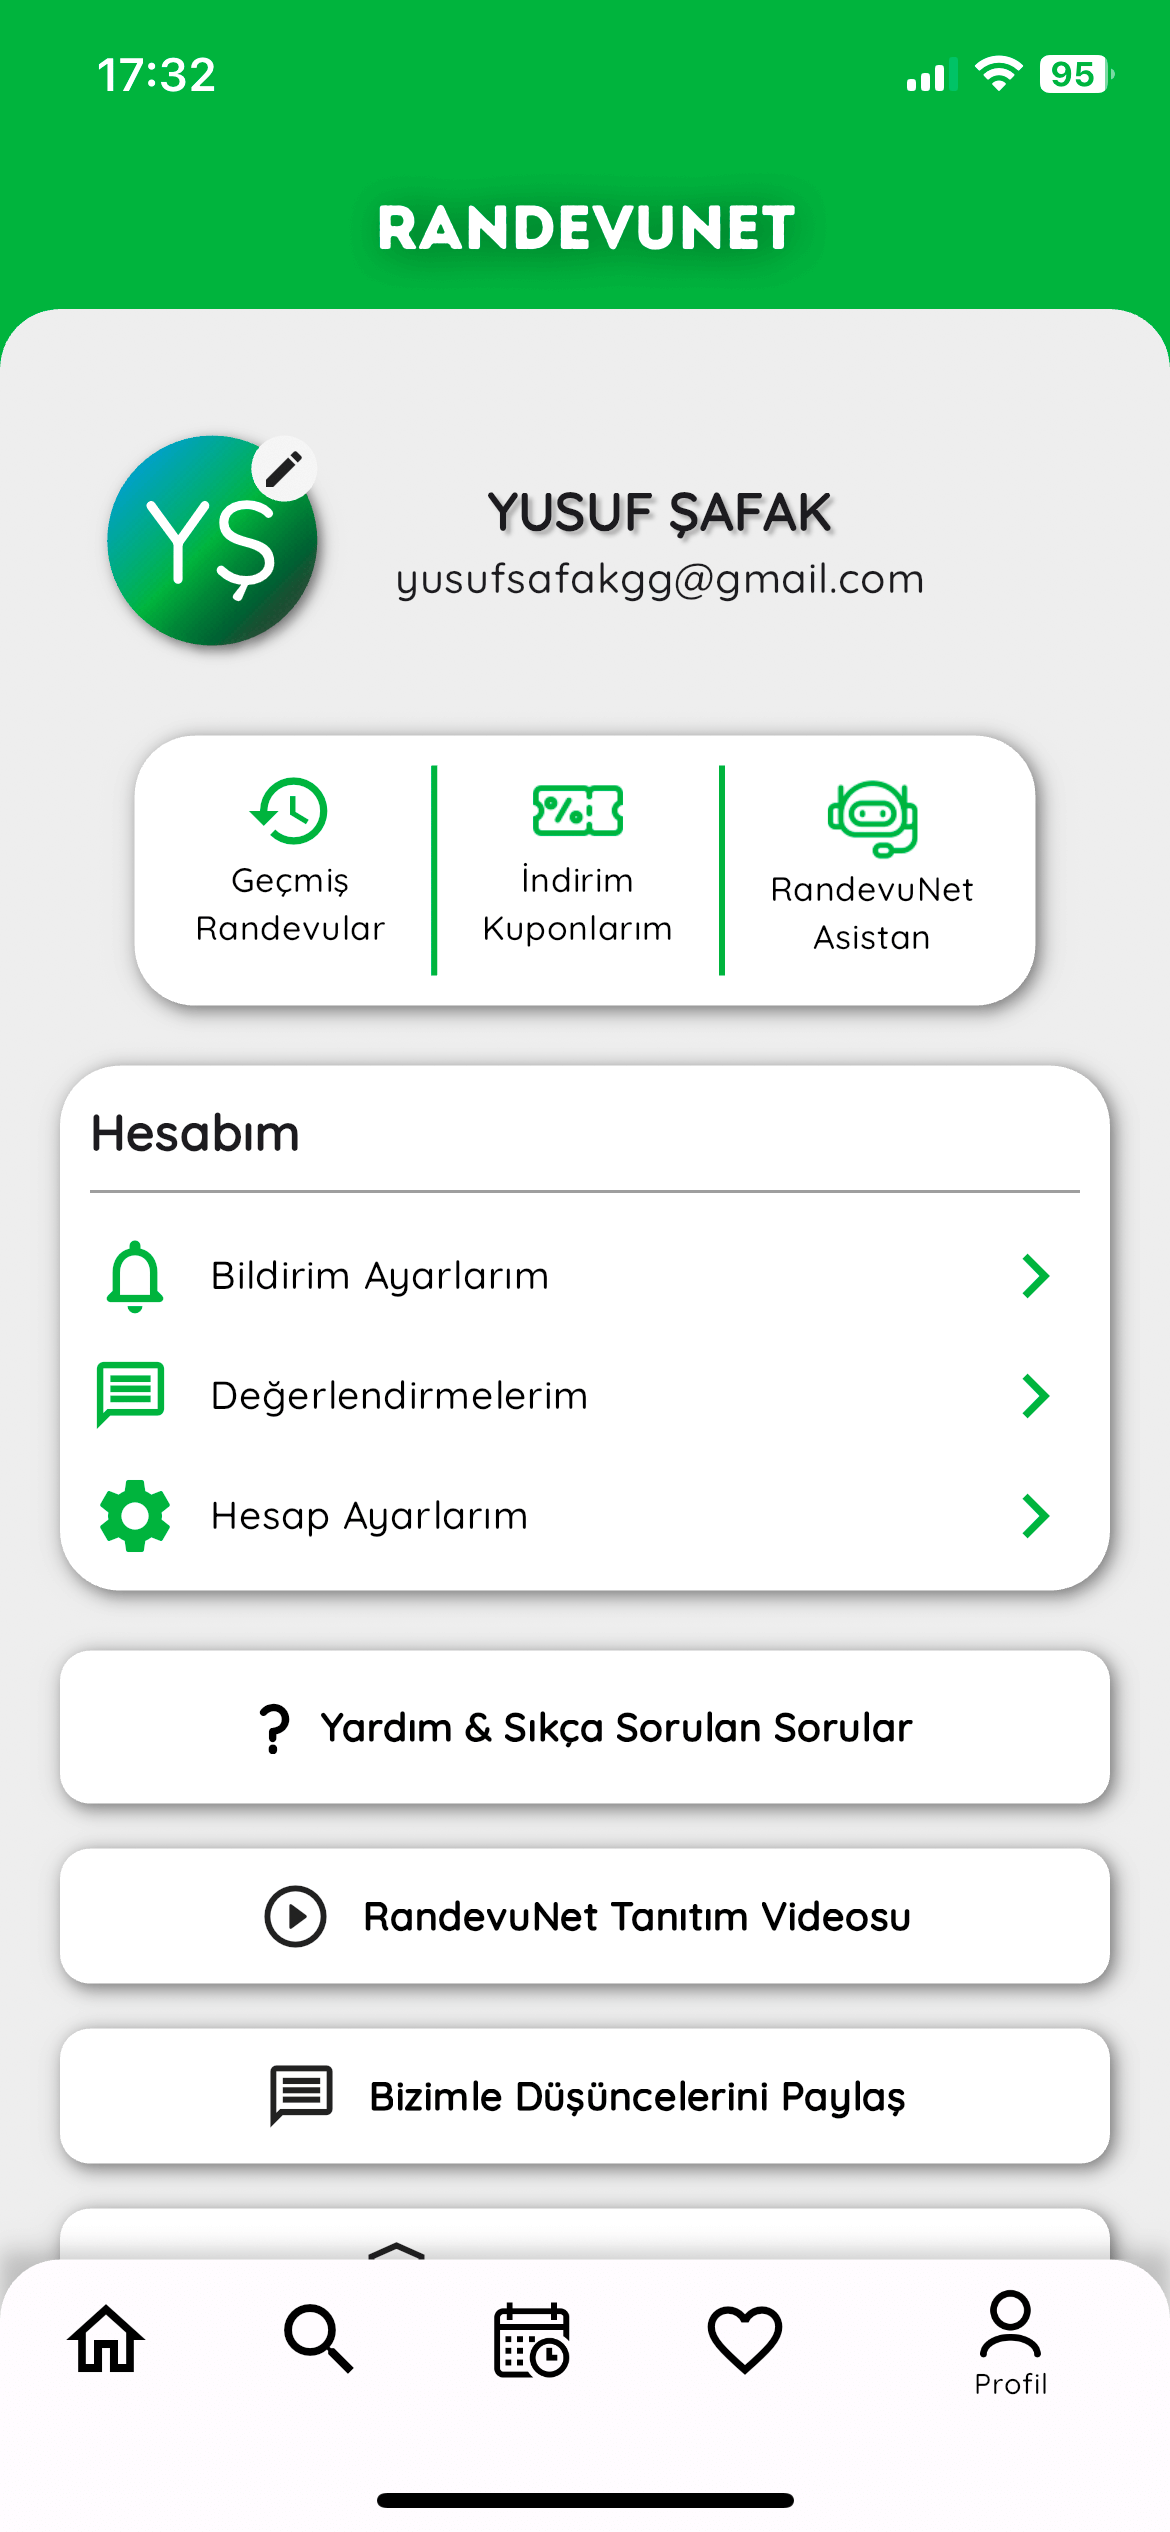 17:32
95
RANDEVUNET
YŞ
YUSUF ŞAFAK
yusufsafakgg@gmail.com
Geçmiş
Randevular
İndirim
Kuponlarım
RandevuNet
Asistan
Hesabım
Bildirim Ayarlarım
Değerlendirmelerim
Hesap Ayarlarım
? Yardım & Sıkça Sorulan Sorular
RandevuNet Tanıtım Videosu
Bizimle Düşüncelerini Paylaş
Profil